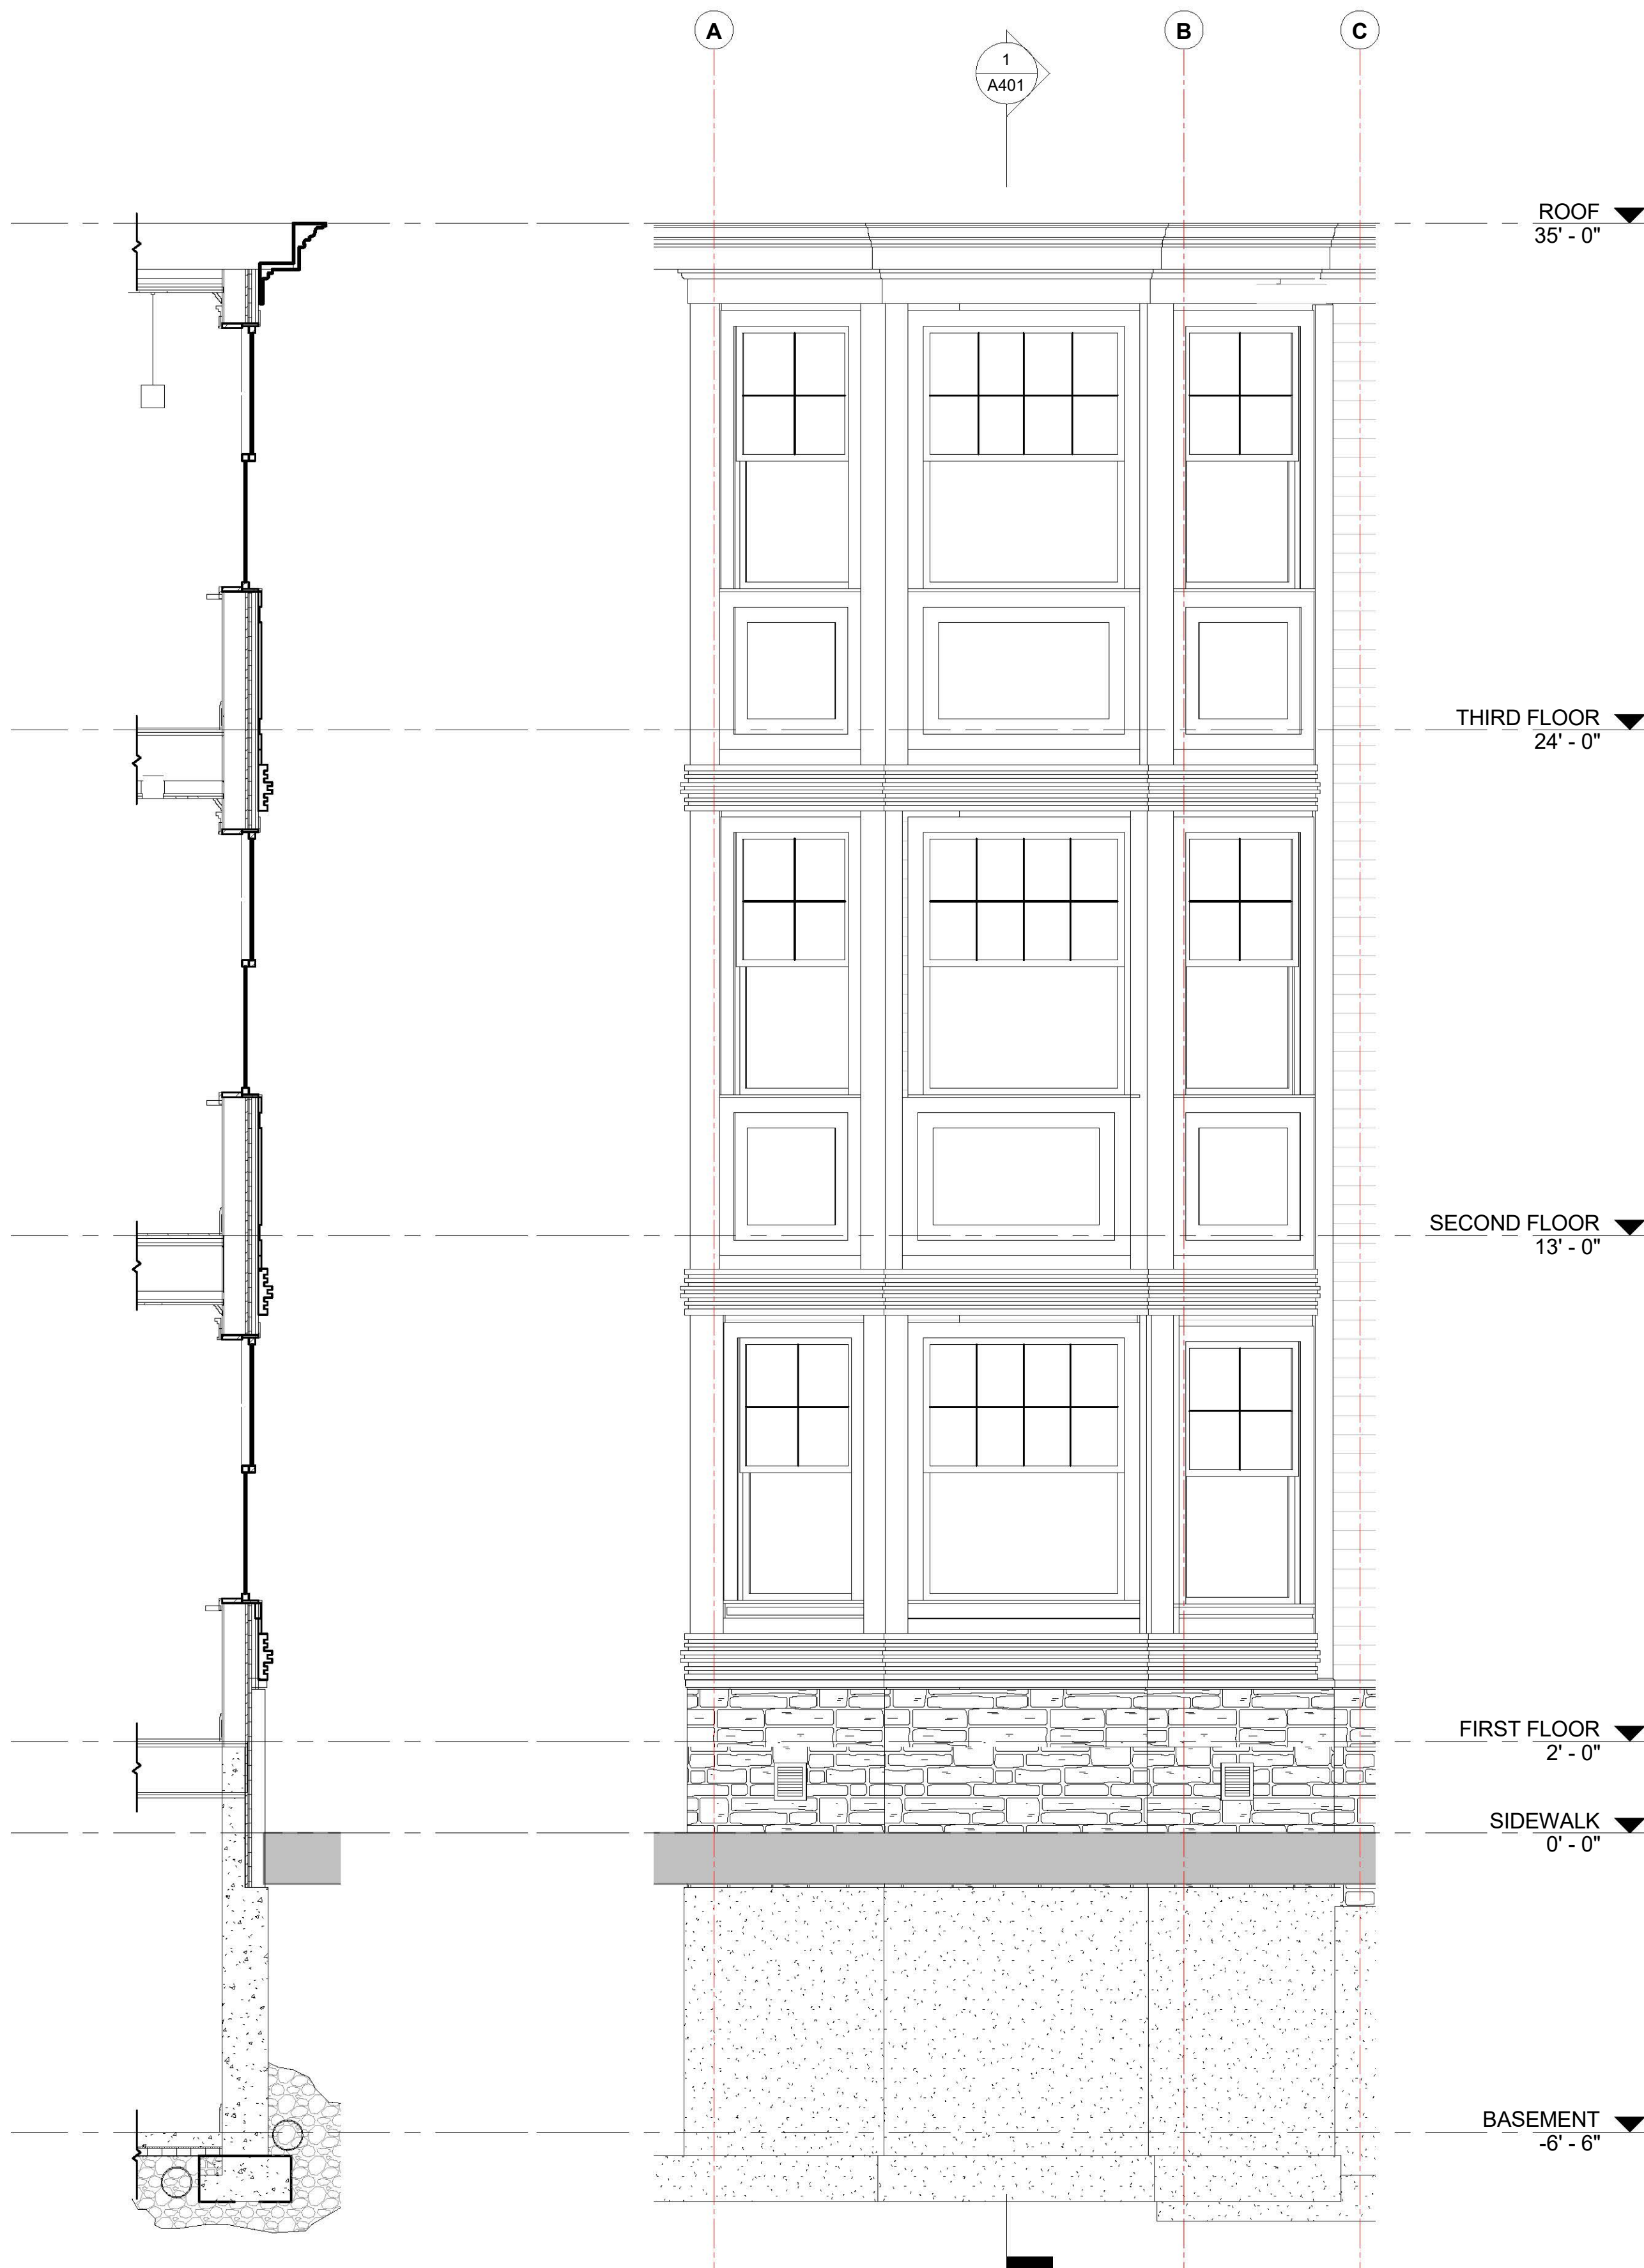 A
B
C
1
A401
ROOF
35' - 0"
THIRD FLOOR
24' - 0"
SECOND FLOOR
13' - 0"
FIRST FLOOR
2' - 0"
SIDEWALK
0' - 0"
BASEMENT
-6' - 6"